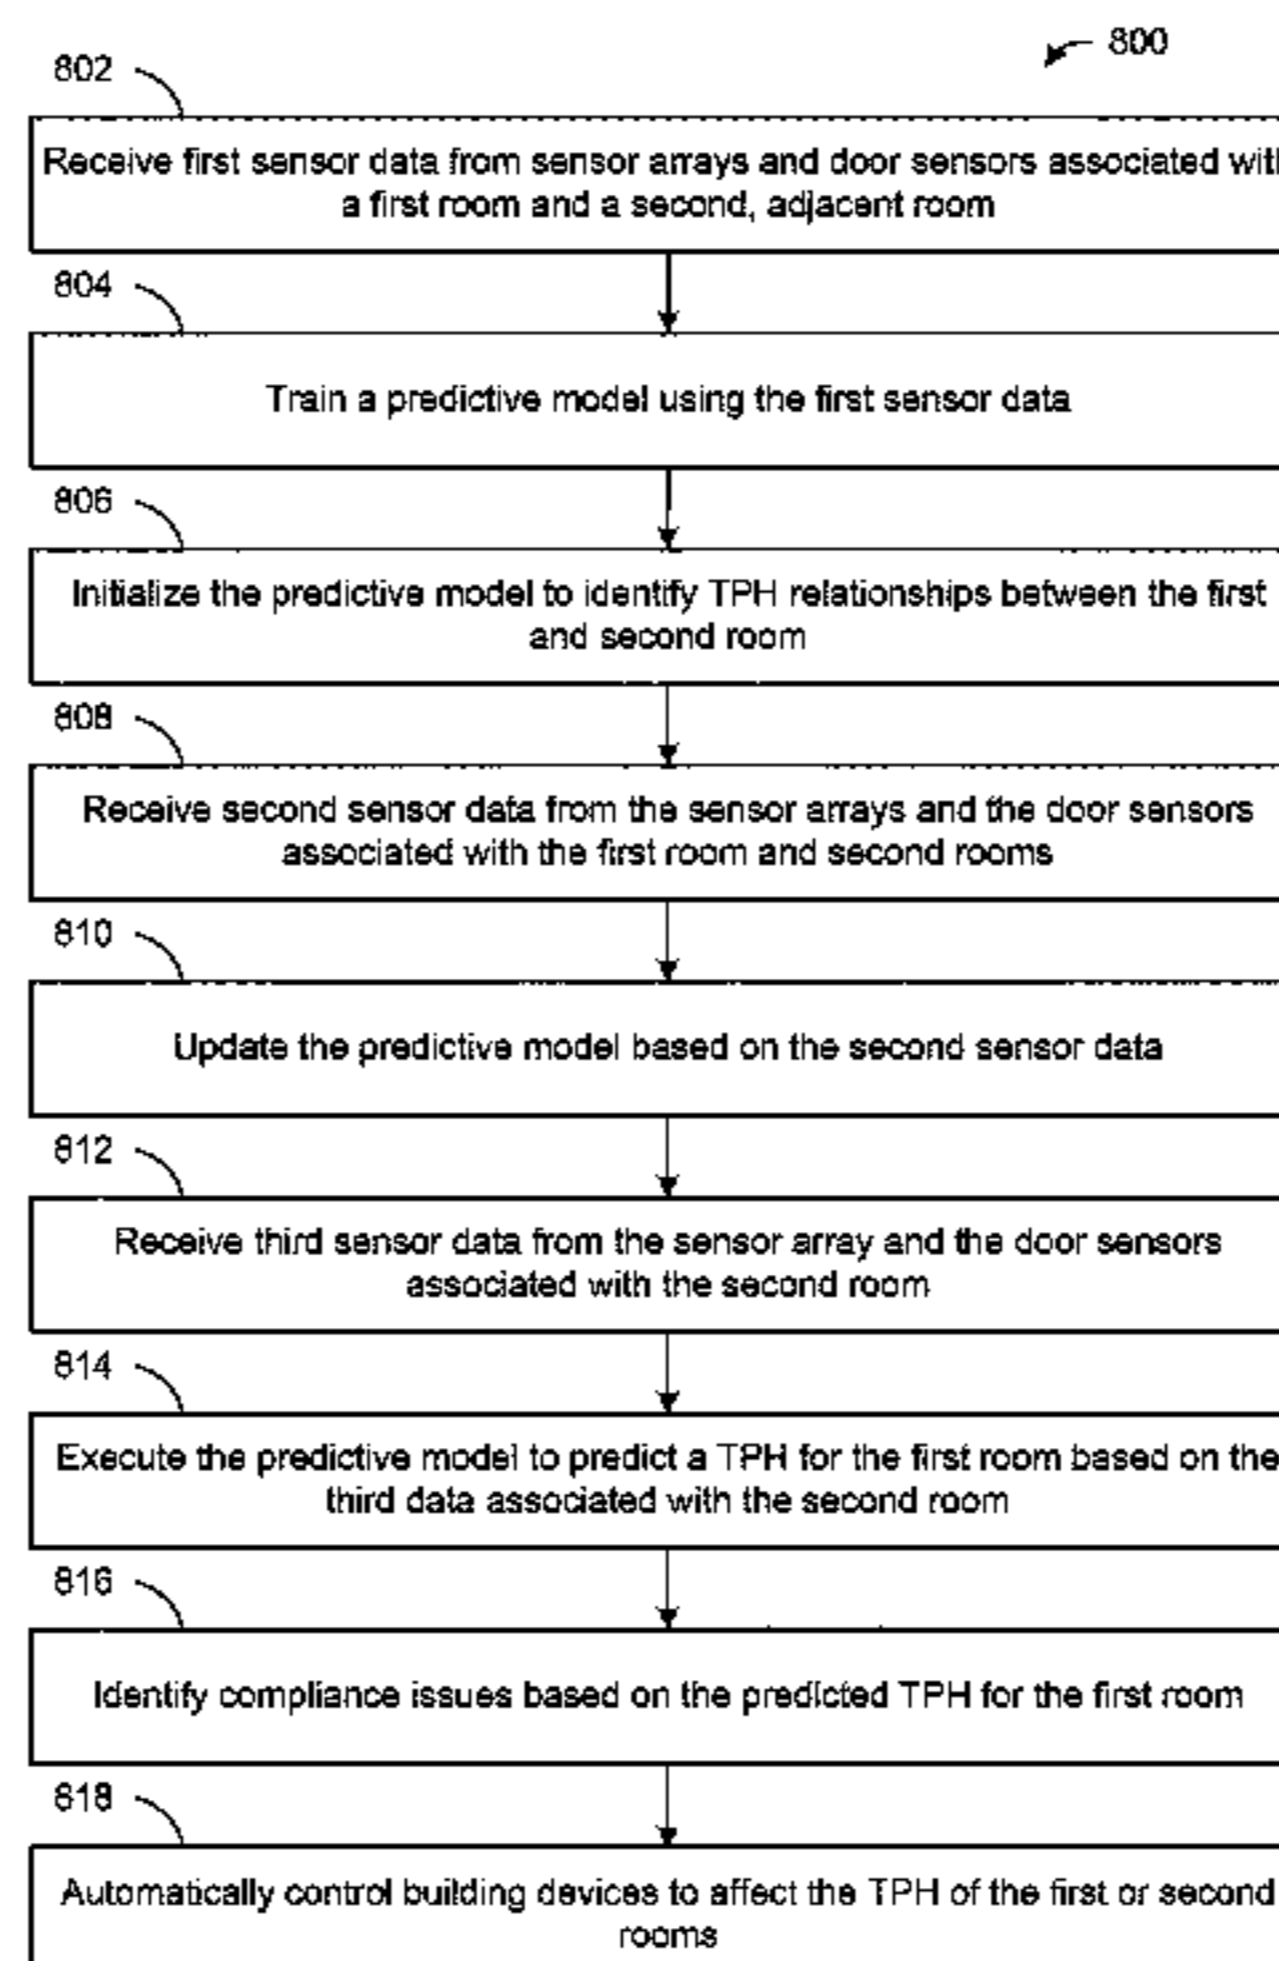 800
802
Receive first sensor data from sensor arrays and door sensors associated with
a first room and a second, adjacent room
804
Train a predictive model using the first sensor data
806
Initialize the predictive model to identify TPH relationships between the first
and second room
808
Receive second sensor data from the sensor arrays and the door sensors
associated with the first room and second rooms
810
Update the predictive model based on the second sensor data
812
Receive third sensor data from the sensor array and the door sensors
associated with the second room
814
Execute the predictive model to predict a TPH for the first room based on the
third data associated with the second room
816
Identify compliance issues based on the predicted TPH for the first room
818
Automatically control building devices to affect the TPH of the first or second
rooms